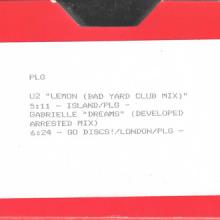 PLG
U2 "LEMON (BAD YARD CLUB MIX)"
5:11 - ISLAND/PLG -
GABRIELLE "DREAMS" (DEVELOPED
ARRESTED MIX)
6:24 - GO DISCS!/LONDON/PLG -